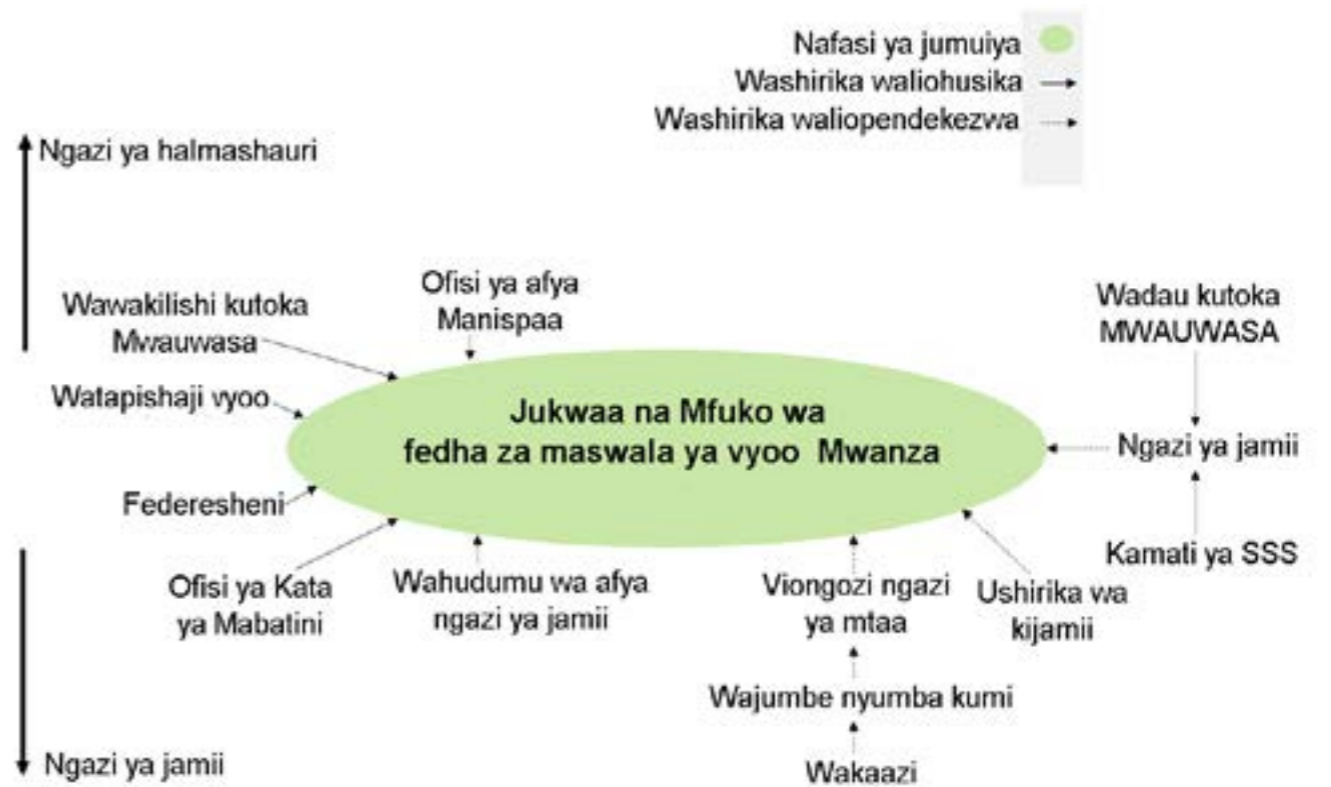 Nafasi ya jumuiya
Washirika waliohusika
Washirika waliopendekezwa
Ngazi ya halmashauri
Ofisi ya afya
Manispaa
Wawakilishi kutoka
Mwauwasa
Wadau kutoka
MWAUWASA
Watapishaji vyoo
Jukwaa na Mfuko wa
fedha za maswala ya vyoo Mwanza
Ngazi ya jamii
Federesheni
Kamati ya SSS
Ofisi ya Kata
ya Mabatini
Wahudumu wa afya
ngazi ya jamii
Viongozi ngazi
ya mtaa
Ushirika wa
kijamii
Wajumbe nyumba kumi
Wakaazi
Ngazi ya jamii